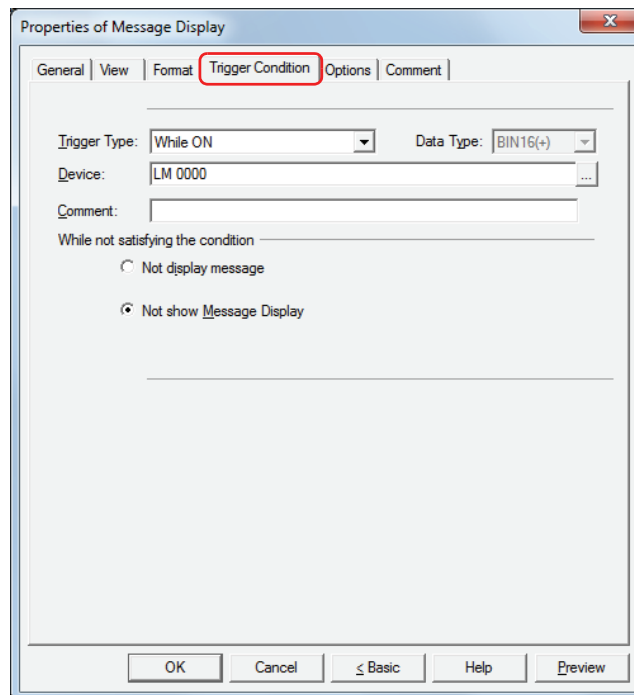 Properties of Message Display
General View Format Trigger Condition Options Comment
Trigger Type: While ON Data Type: BIN16(+)
Device: LM 0000 ...
Comment:
While not satisfying the condition
Not display message
Not show Message Display
OK Cancel < Basic Help Preview